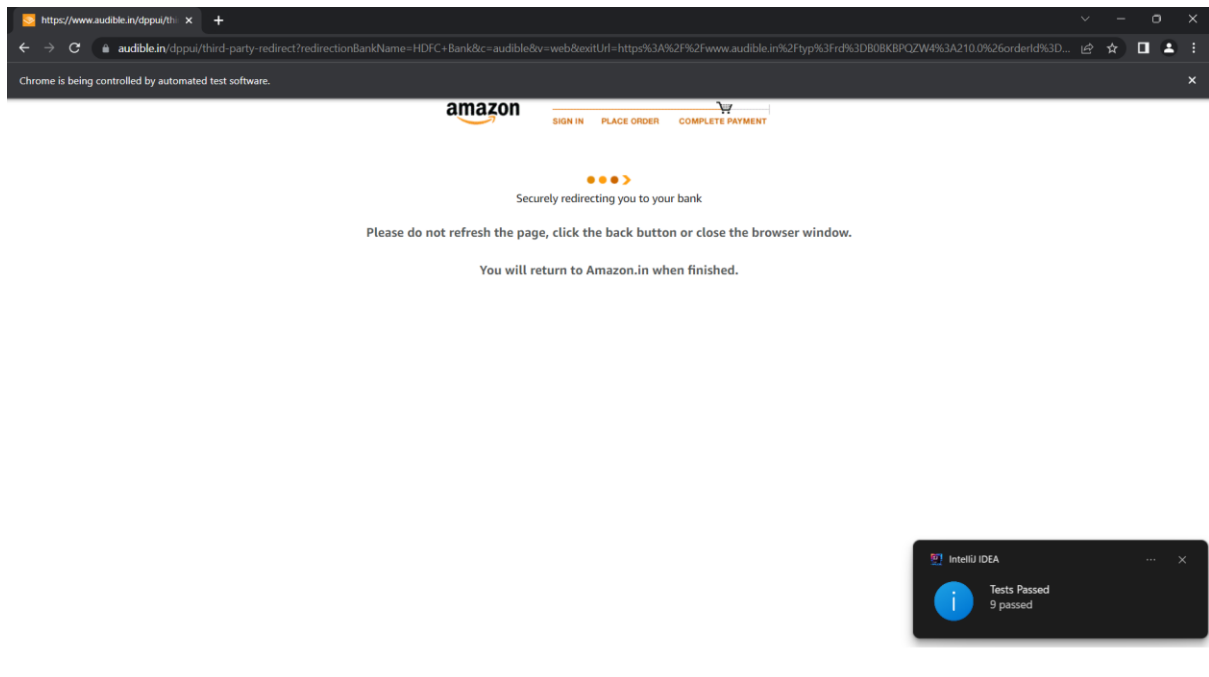 https://www.audible.in/dppui/thi
audible.in/dppui/third-party-redirect?redirectionBankName=HDFC+Bank&c=audible&v=web&exitUrl=https%3A%2F%2Fwww.audible.in%2Ftyp%3Frd%3DB0BKBPQZW4%3A210.0%26orderId%3D...
Chrome is being controlled by automated test software.
amazon
SIGN IN PLACE ORDER COMPLETE PAYMENT
Securely redirecting you to your bank
Please do not refresh the page, click the back button or close the browser window.
You will return to Amazon.in when finished.
IntelliJ IDEA
Tests Passed
9 passed